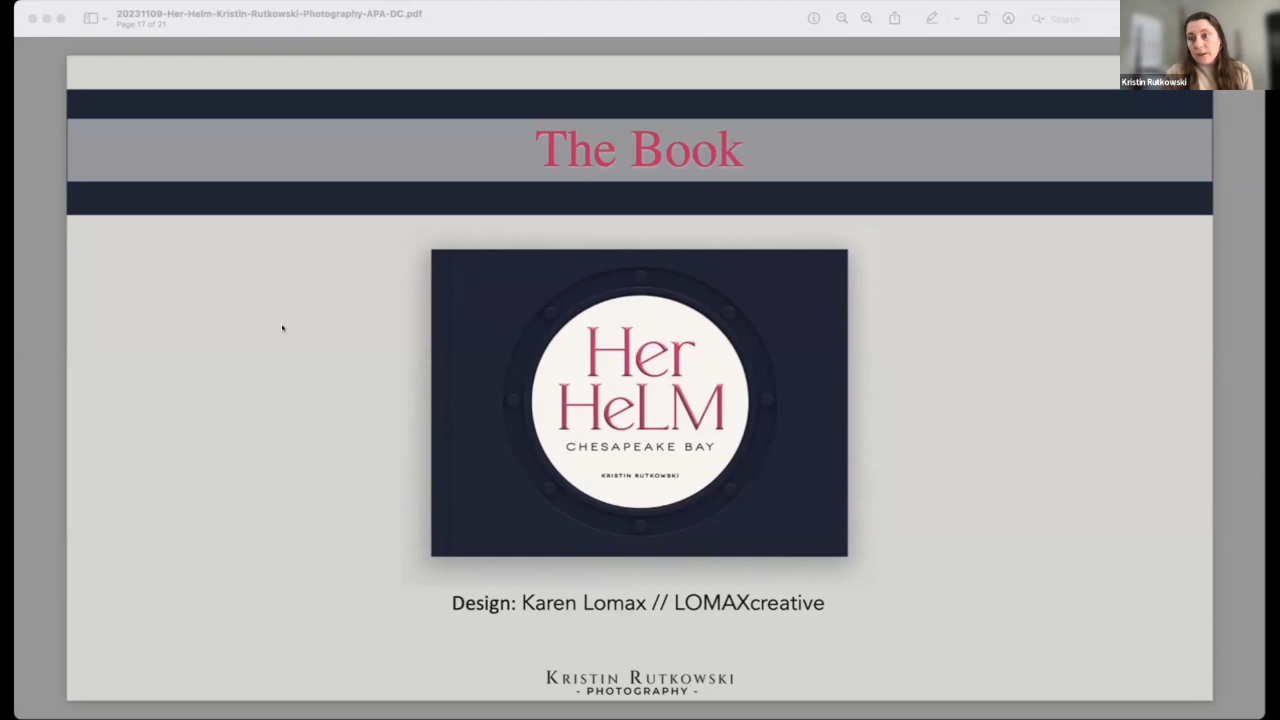 20231109-Her-Helm-Kristin-Rutkowski-Photography-APA-DC.pdf
Page 17 of 21
Search
Kristin Rutkowski
The Book
Her
HeLM
CHESAPEAKE BAY
KRISTIN RUTKOWSKI
Design: Karen Lomax // LOMAXcreative
KRISTIN RUTKOWSKI
- PHOTOGRAPHY -